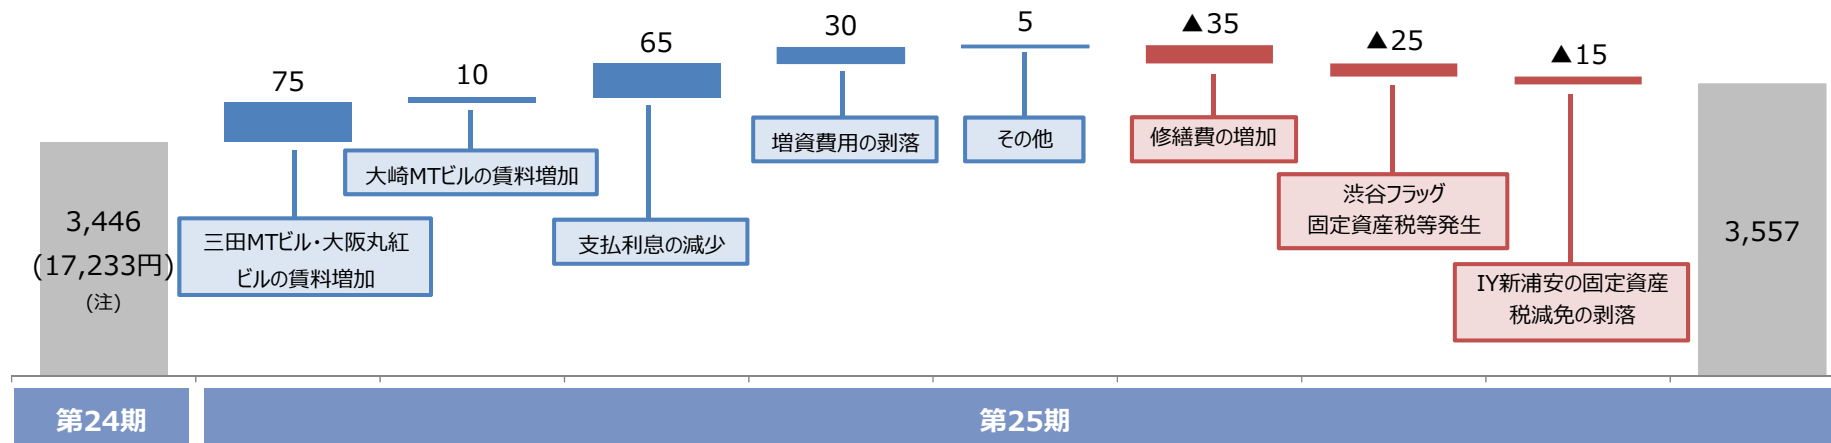 3,446
(17,233円)
(注)
75
三田MTビル・大阪丸紅
ビルの賃料増加
10
大崎MTビルの賃料増加
65
支払利息の減少
30
増資費用の剥落
5
その他
▲35
修繕費の増加
▲25
渋谷フラッグ
固定資産税等発生
▲15
IY新浦安の固定資産
税減免の剥落
3,557
第24期
第25期